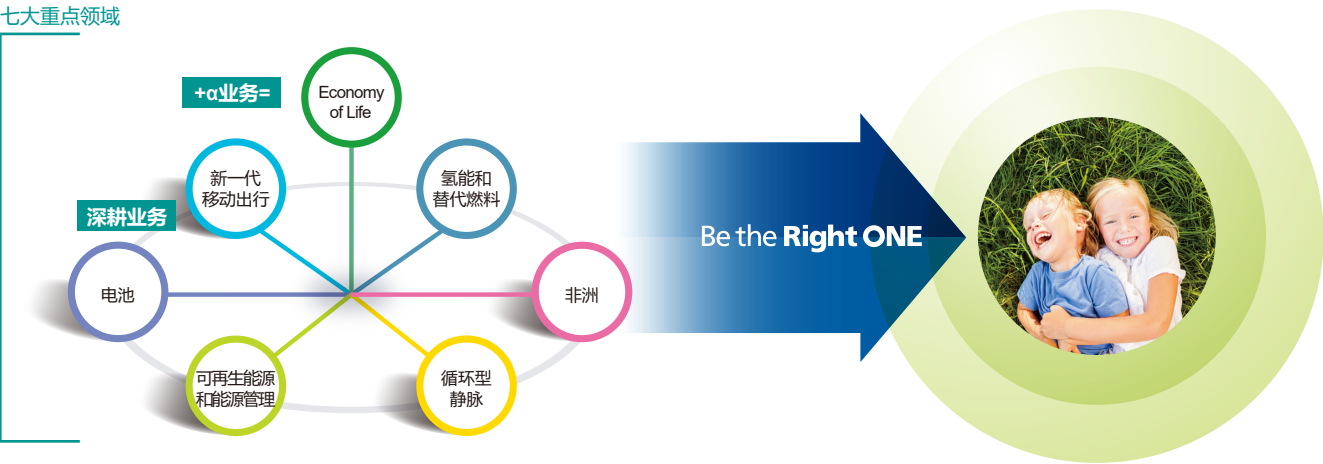 七大重点领域
+α业务=
Economy
of Life
新一代
移动出行
氢能和
替代燃料
深耕业务
电池
非洲
可再生能源
和能源管理
循环型
静脉
Be the Right ONE